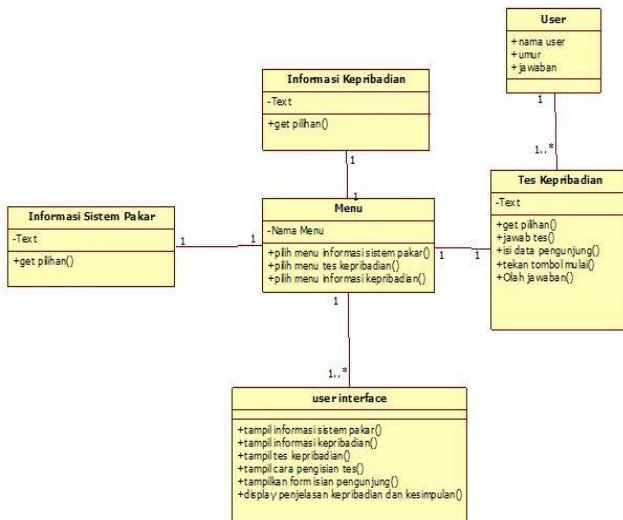 User
+nama user
+umur
+jawaban
1
1..*
Informasi Kepribadian
-Text
+get pilihan()
1
1
Tes Kepribadian
-Text
+get pilihan()
+jawab tes()
+isi data pengunjung()
+tekan tombol mulai()
+Olah jawaban()
Informasi Sistem Pakar
-Text
+get pilihan()
1
1
Menu
-Nama Menu
+pilih menu informasi sistem pakar()
+pilih menu tes kepribadian()
+pilih menu informasi kepribadian()
1
1
1
1..*
user interface
+tampil informasi sistem pakar()
+tampil informasi kepribadian()
+tampil tes kepribadian()
+tampil cara pengisian tes()
+tampilkan form isian pengunjung()
+display penjelasan kepribadian dan kesimpulan()